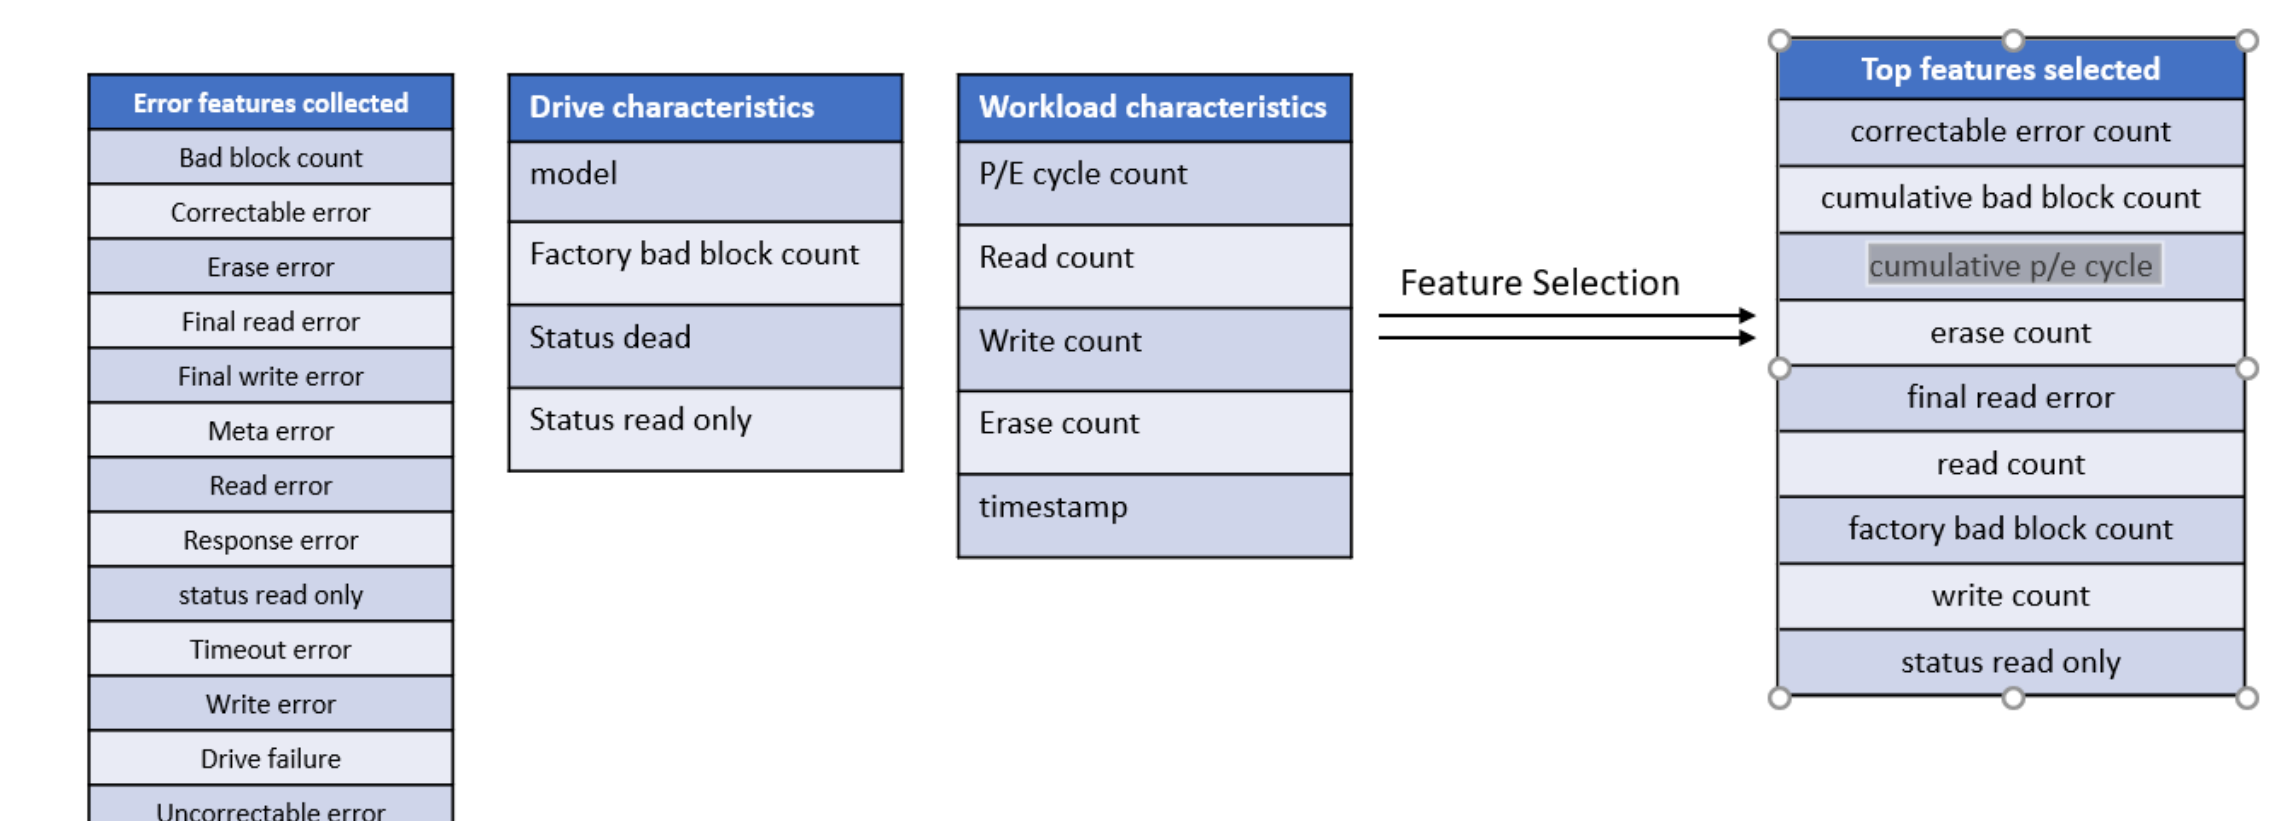 Error features collected
Bad block count
Correctable error
Erase error
Final read error
Final write error
Meta error
Read error
Response error
status read only
Timeout error
Write error
Drive failure
Uncorrectable error
Drive characteristics
model
Factory bad block count
Status dead
Status read only
Workload characteristics
P/E cycle count
Read count
Write count
Erase count
timestamp
Feature Selection
Top features selected
correctable error count
cumulative bad block count
cumulative p/e cycle
erase count
final read error
read count
factory bad block count
write count
status read only